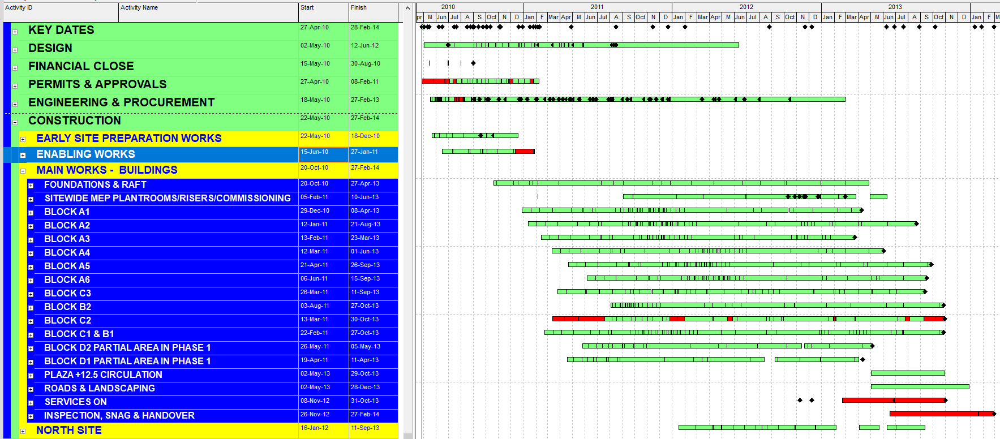 Activity ID Activity Name Start Finish
2010 2011 2012 2013
pr M Jun Jul A S Oct N D Jan F Mar Apr M Jun Jul A S Oct N D Jan F Mar Apr M Jun Jul A S Oct N D Jan F Mar Apr M Jun Jul A S Oct N D Jan F M
KEY DATES 27-Apr-10 28-Feb-14
DESIGN 02-May-10 12-Jun-12
FINANCIAL CLOSE 15-May-10 30-Aug-10
PERMITS & APPROVALS 27-Apr-10 08-Feb-11
ENGINEERING & PROCUREMENT 18-May-10 27-Feb-13
CONSTRUCTION 22-May-10 27-Feb-14
EARLY SITE PREPARATION WORKS 22-May-10 18-Dec-10
ENABLING WORKS 15-Jun-10 27-Jan-11
MAIN WORKS - BUILDINGS 20-Oct-10 27-Feb-14
FOUNDATIONS & RAFT 20-Oct-10 27-Apr-13
SITEWIDE MEP PLANTROOMS/RISERS/COMMISSIONING 05-Feb-11 10-Jun-13
BLOCK A1 29-Dec-10 08-Apr-13
BLOCK A2 12-Jan-11 21-Aug-13
BLOCK A3 13-Feb-11 23-Mar-13
BLOCK A4 12-Mar-11 01-Jun-13
BLOCK A5 21-Apr-11 26-Sep-13
BLOCK A6 06-Jun-11 15-Sep-13
BLOCK C3 26-Mar-11 11-Sep-13
BLOCK B2 03-Aug-11 27-Oct-13
BLOCK C2 13-Mar-11 30-Oct-13
BLOCK C1 & B1 22-Feb-11 27-Oct-13
BLOCK D2 PARTIAL AREA IN PHASE 1 26-May-11 05-May-13
BLOCK D1 PARTIAL AREA IN PHASE 1 19-Apr-11 11-Apr-13
PLAZA +12.5 CIRCULATION 02-May-13 29-Oct-13
ROADS & LANDSCAPING 02-May-13 28-Dec-13
SERVICES ON 08-Nov-12 31-Oct-13
INSPECTION, SNAG & HANDOVER 26-Nov-12 27-Feb-14
NORTH SITE 16-Jan-12 11-Sep-13